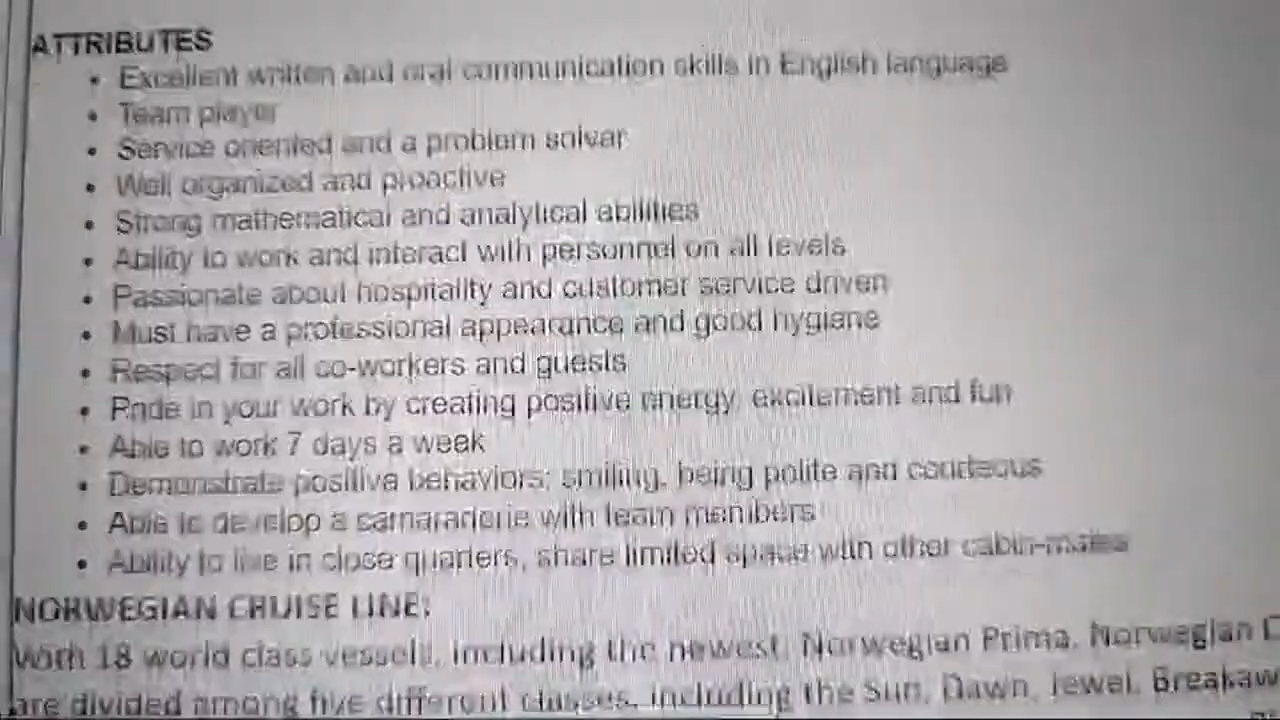 ATTRIBUTES
• Excellent written and oral communication skills in English language
• Team player
• Service oriented and a problem solver
• Well organized and proactive
• Strong mathematical and analytical abilities
• Ability to work and interact with personnel on all levels
• Passionate about hospitality and customer service driven
• Must have a professional appearance and good hygiene
• Respect for all co-workers and guests
• Pride in your work by creating positive energy, excitement and fun
• Able to work 7 days a week
• Demonstrate positive behaviors; smiling, being polite and courteous
• Able to develop a camaraderie with team members
• Ability to live in close quarters, share limited space with other cabin-mates
NORWEGIAN CRUISE LINE:
With 18 world class vessels, including the newest, Norwegian Prima, Norwegian
are divided among five different classes, including the Sun, Dawn, Jewel, Breakaw